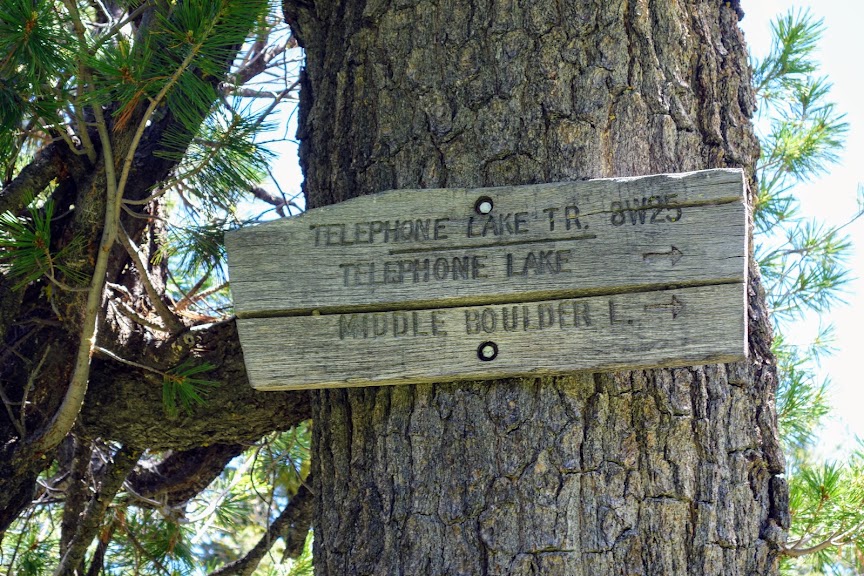 TELEPHONE LAKE TR. 8W25
TELEPHONE LAKE →
MIDDLE BOULDER L. →